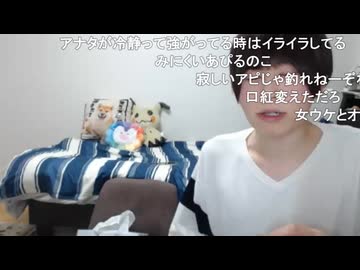 アナタが冷静って強がってる時はイライラしてる
みにくいあぴるのこ
寂しいアピじゃ釣れねーぞ
口紅変えただろ
女ウケとオ